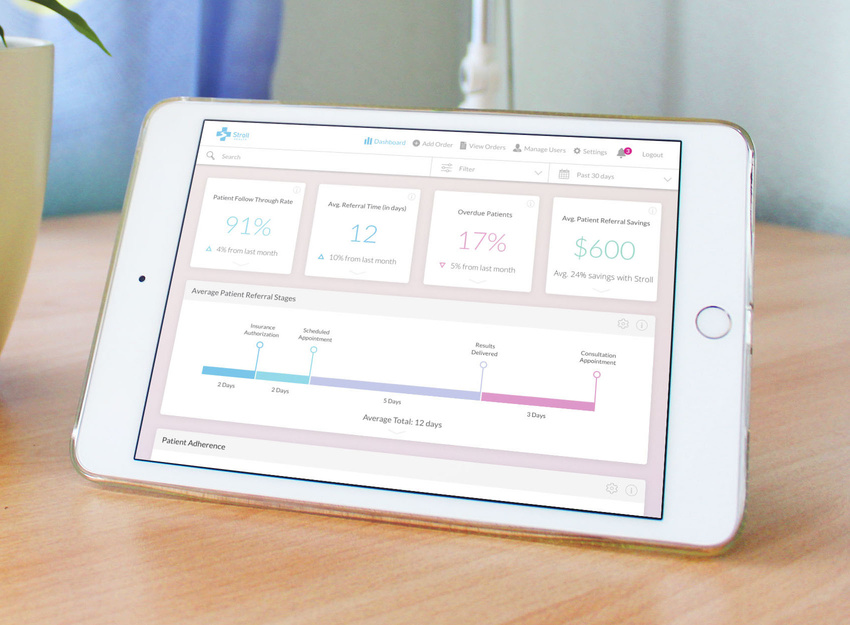 Stroll
Dashboard
Add Order
View Orders
Manage Users
Settings
3
Logout
Search
Filter
Past 30 days
Patient Follow Through Rate
91%
4% from last month
Avg. Referral Time (in days)
12
10% from last month
Overdue Patients
17%
5% from last month
Avg. Patient Referral Savings
$600
Avg. 24% savings with Stroll
Average Patient Referral Stages
Insurance
Authorization
Scheduled
Appointment
Results
Delivered
Consultation
Appointment
2 Days
2 Days
5 Days
3 Days
Average Total: 12 days
Patient Adherence